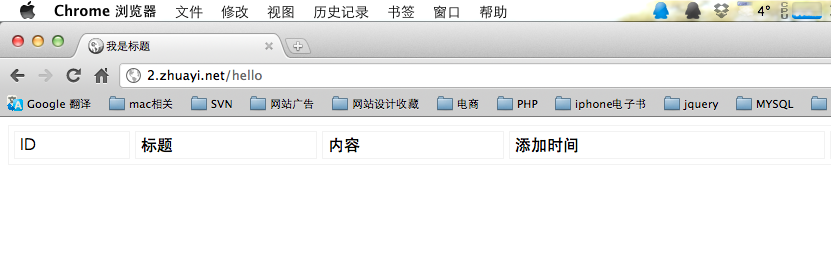 Chrome 浏览器 文件 修改 视图 历史记录 书签 窗口 帮助 4° CPU
我是标题
2.zhuayi.net/hello
Google 翻译 mac相关 SVN 网站广告 网站设计收藏 电商 PHP iphone电子书 jquery MYSQL
ID 标题 内容 添加时间